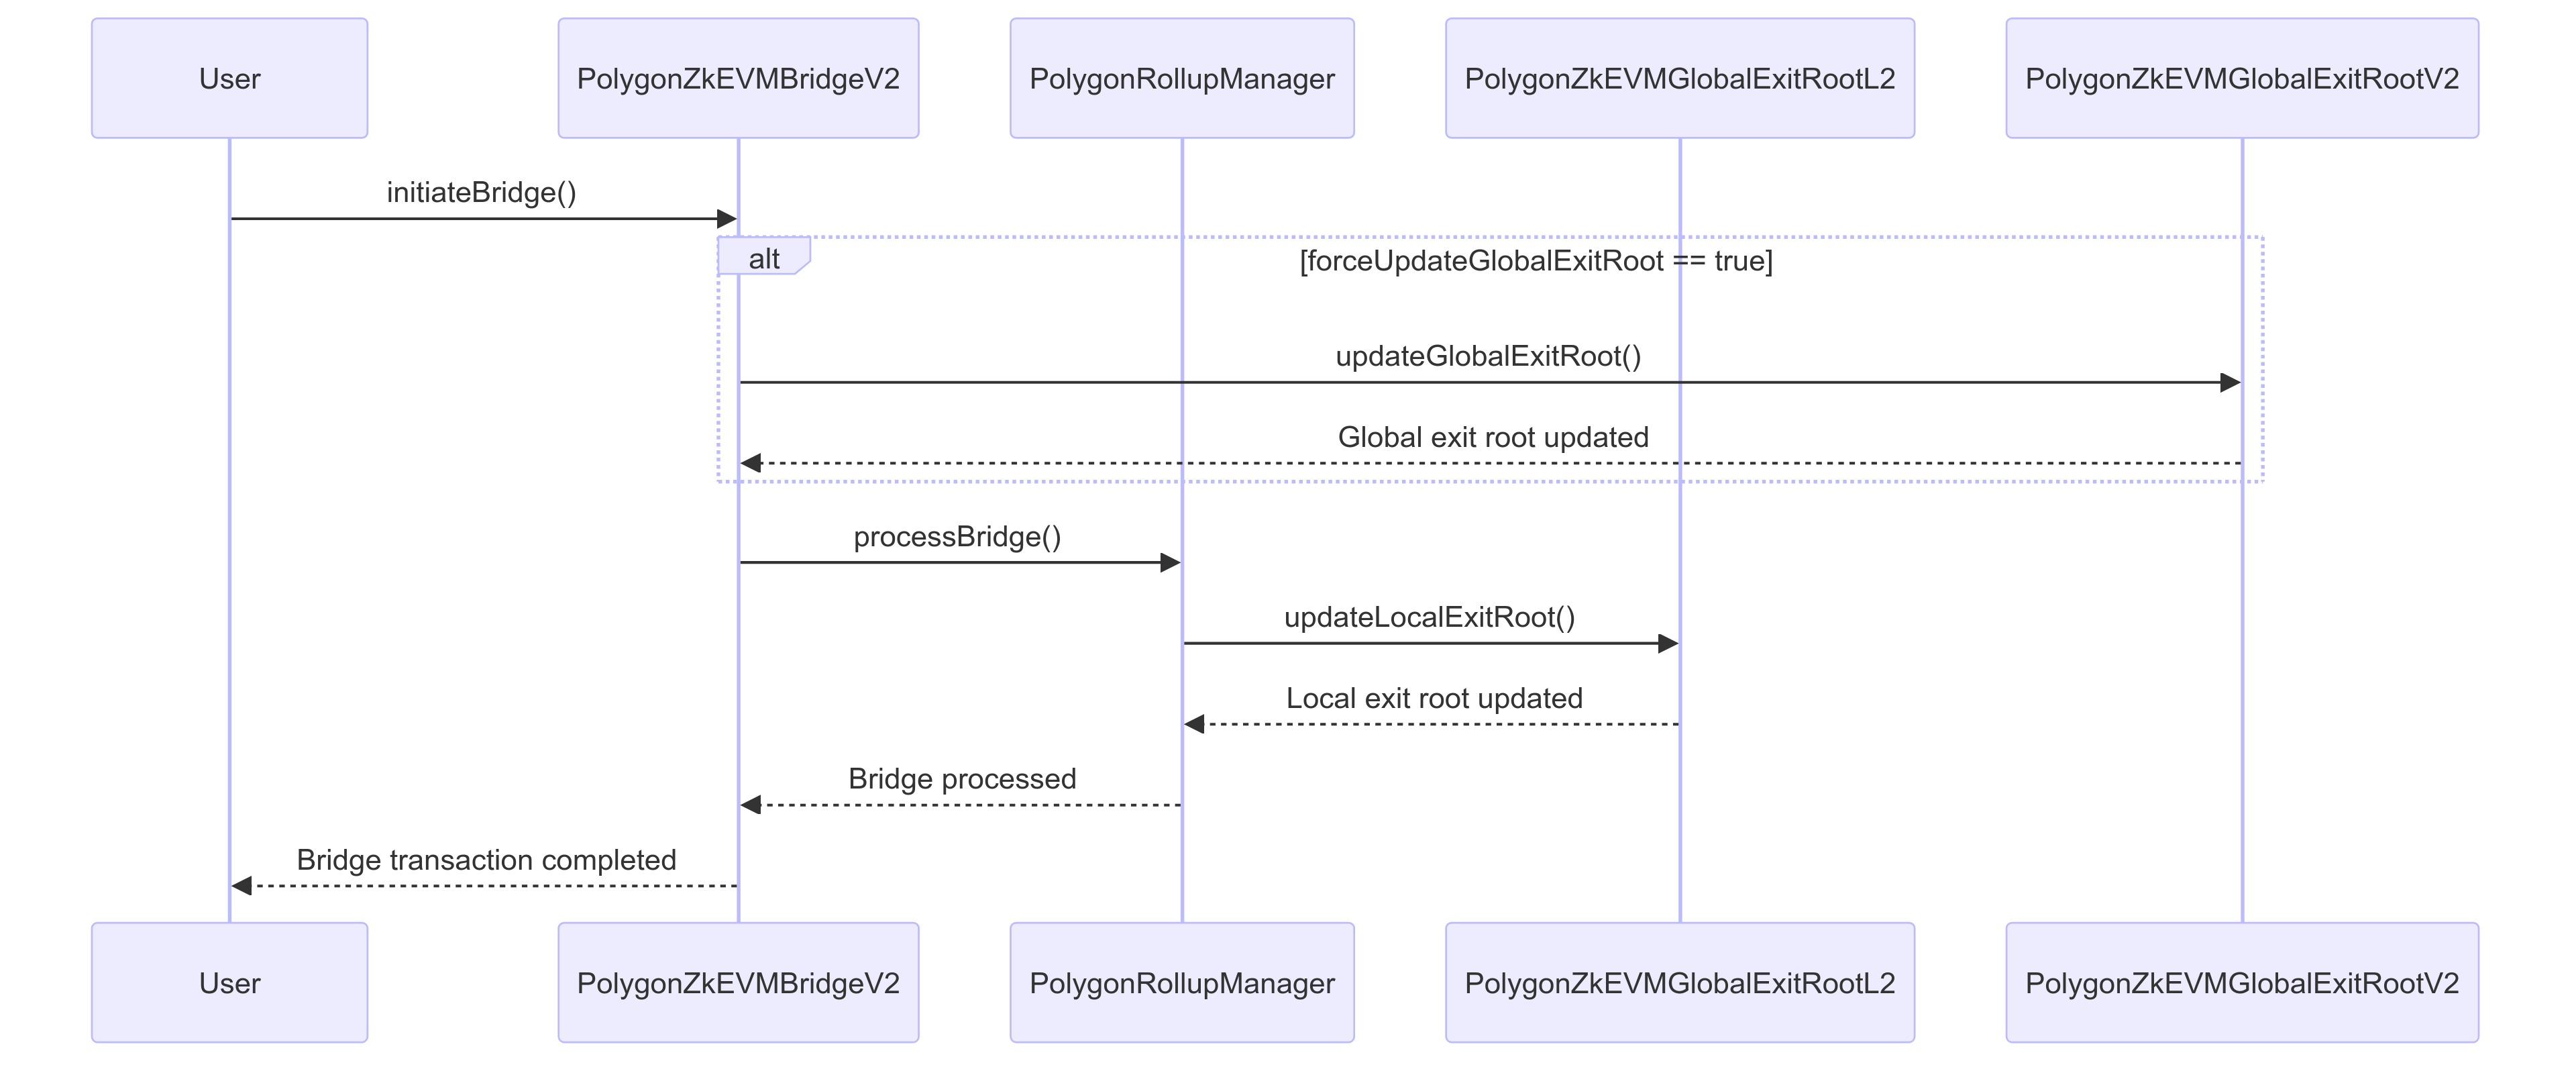 User
PolygonZkEVMBridgeV2
PolygonRollupManager
PolygonZkEVMGlobalExitRootL2
PolygonZkEVMGlobalExitRootV2
initiateBridge()
alt
[forceUpdateGlobalExitRoot == true]
updateGlobalExitRoot()
Global exit root updated
processBridge()
updateLocalExitRoot()
Local exit root updated
Bridge processed
Bridge transaction completed
User
PolygonZkEVMBridgeV2
PolygonRollupManager
PolygonZkEVMGlobalExitRootL2
PolygonZkEVMGlobalExitRootV2